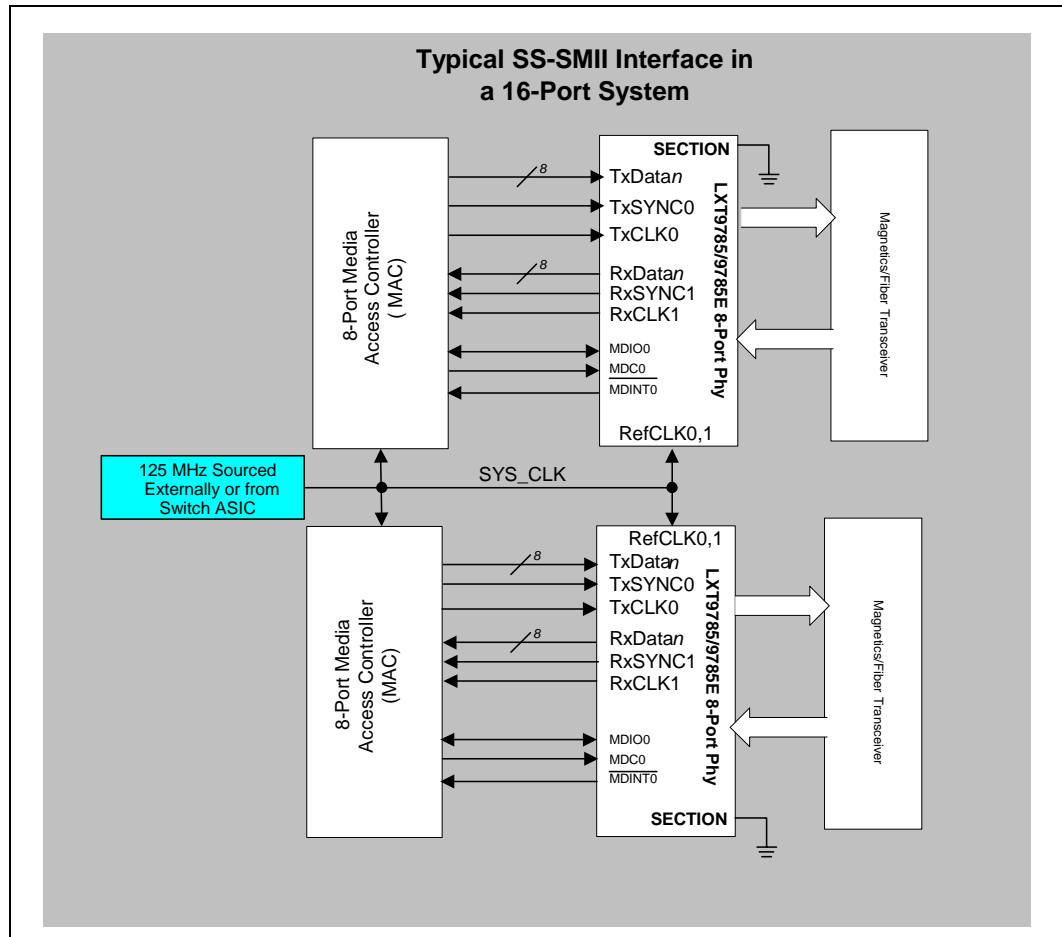 Typical SS-SMII Interface in
a 16-Port System
8-Port Media
Access Controller
( MAC)
8
8
SECTION
TxDatan
TxSYNC0
TxCLK0
RxDatan
RxSYNC1
RxCLK1
MDIO0
MDC0
MDINT0
RefCLK0,1
LXT9785/9785E 8-Port Phy
Magnetics/Fiber Transceiver
125 MHz Sourced
Externally or from
Switch ASIC
SYS_CLK
8-Port Media
Access Controller
(MAC)
8
8
RefCLK0,1
TxDatan
TxSYNC0
TxCLK0
RxDatan
RxSYNC1
RxCLK1
MDIO0
MDC0
MDINT0
SECTION
LXT9785/9785E 8-Port Phy
Magnetics/Fiber Transceiver